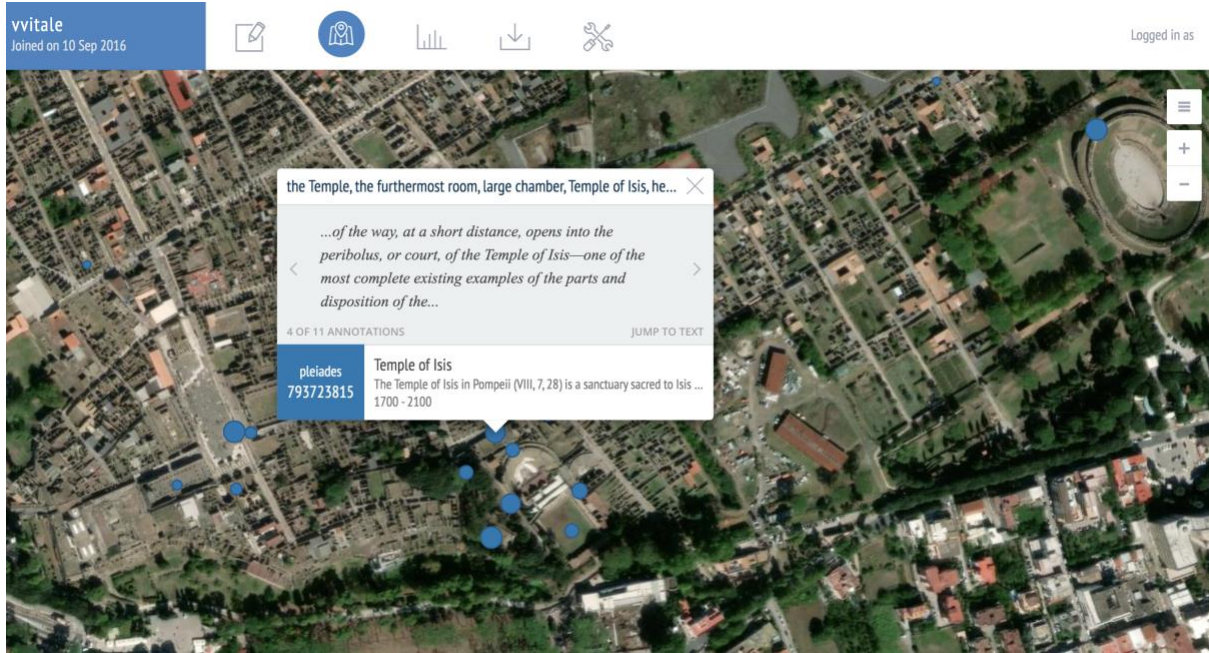 vvitale
Joined on 10 Sep 2016
Logged in as
the Temple, the furthermost room, large chamber, Temple of Isis, he...
...of the way, at a short distance, opens into the
peribolus, or court, of the Temple of Isis—one of the
most complete existing examples of the parts and
disposition of the...
4 OF 11 ANNOTATIONS
JUMP TO TEXT
pleiades
793723815
Temple of Isis
The Temple of Isis in Pompeii (VIII, 7, 28) is a sanctuary sacred to Isis ...
1700 - 2100